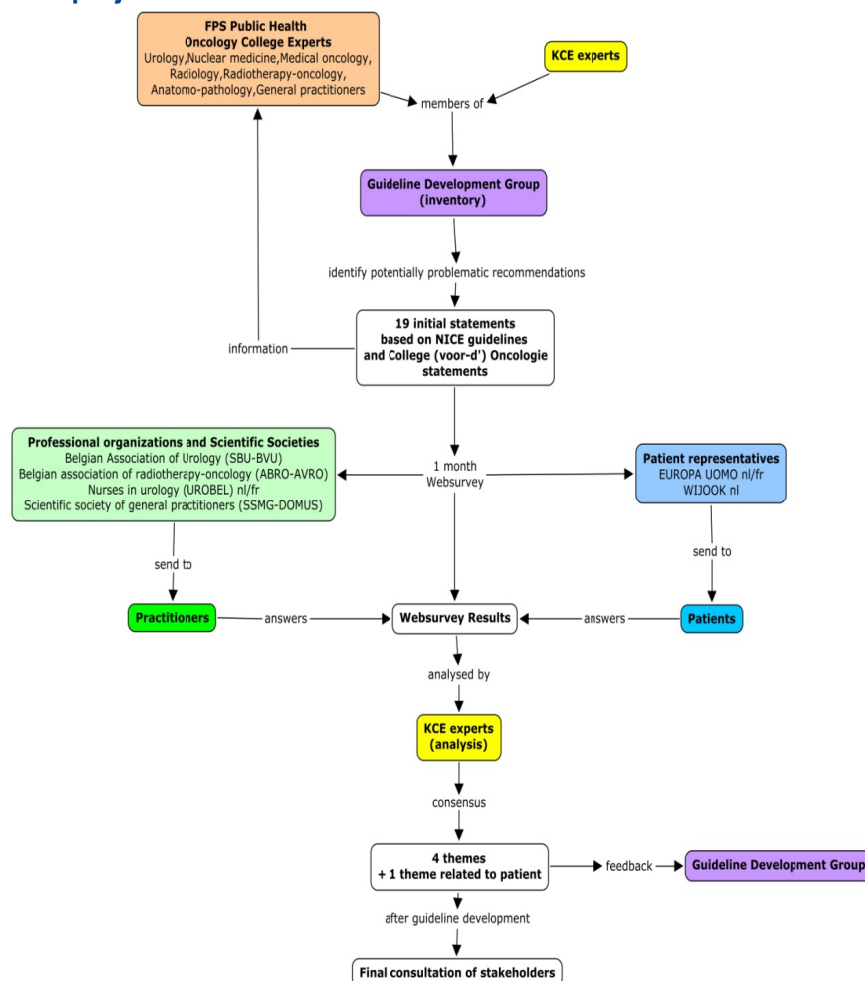 FPS Public Health
Oncology College Experts
Urology,Nuclear medicine,Medical oncology,
Radiology,Radiotherapy-oncology,
Anatomo-pathology,General practitioners
KCE experts
members of
Guideline Development Group
(inventory)
identify potentially problematic recommendations
19 initial statements
based on NICE guidelines
and College (voor-d') Oncologie
statements
information
Professional organizations and Scientific Societies
Belgian Association of Urology (SBU-BVU)
Belgian association of radiotherapy-oncology (ABRO-AVRO)
Nurses in urology (UROBEL) nl/fr
Scientific society of general practitioners (SSMG-DOMUS)
1 month
Websurvey
Patient representatives
EUROPA UOMO nl/fr
WIJOOK nl
send to
send to
Practitioners
answers
Websurvey Results
answers
Patients
analysed by
KCE experts
(analysis)
consensus
4 themes
+ 1 theme related to patient
feedback
Guideline Development Group
after guideline development
Final consultation of stakeholders